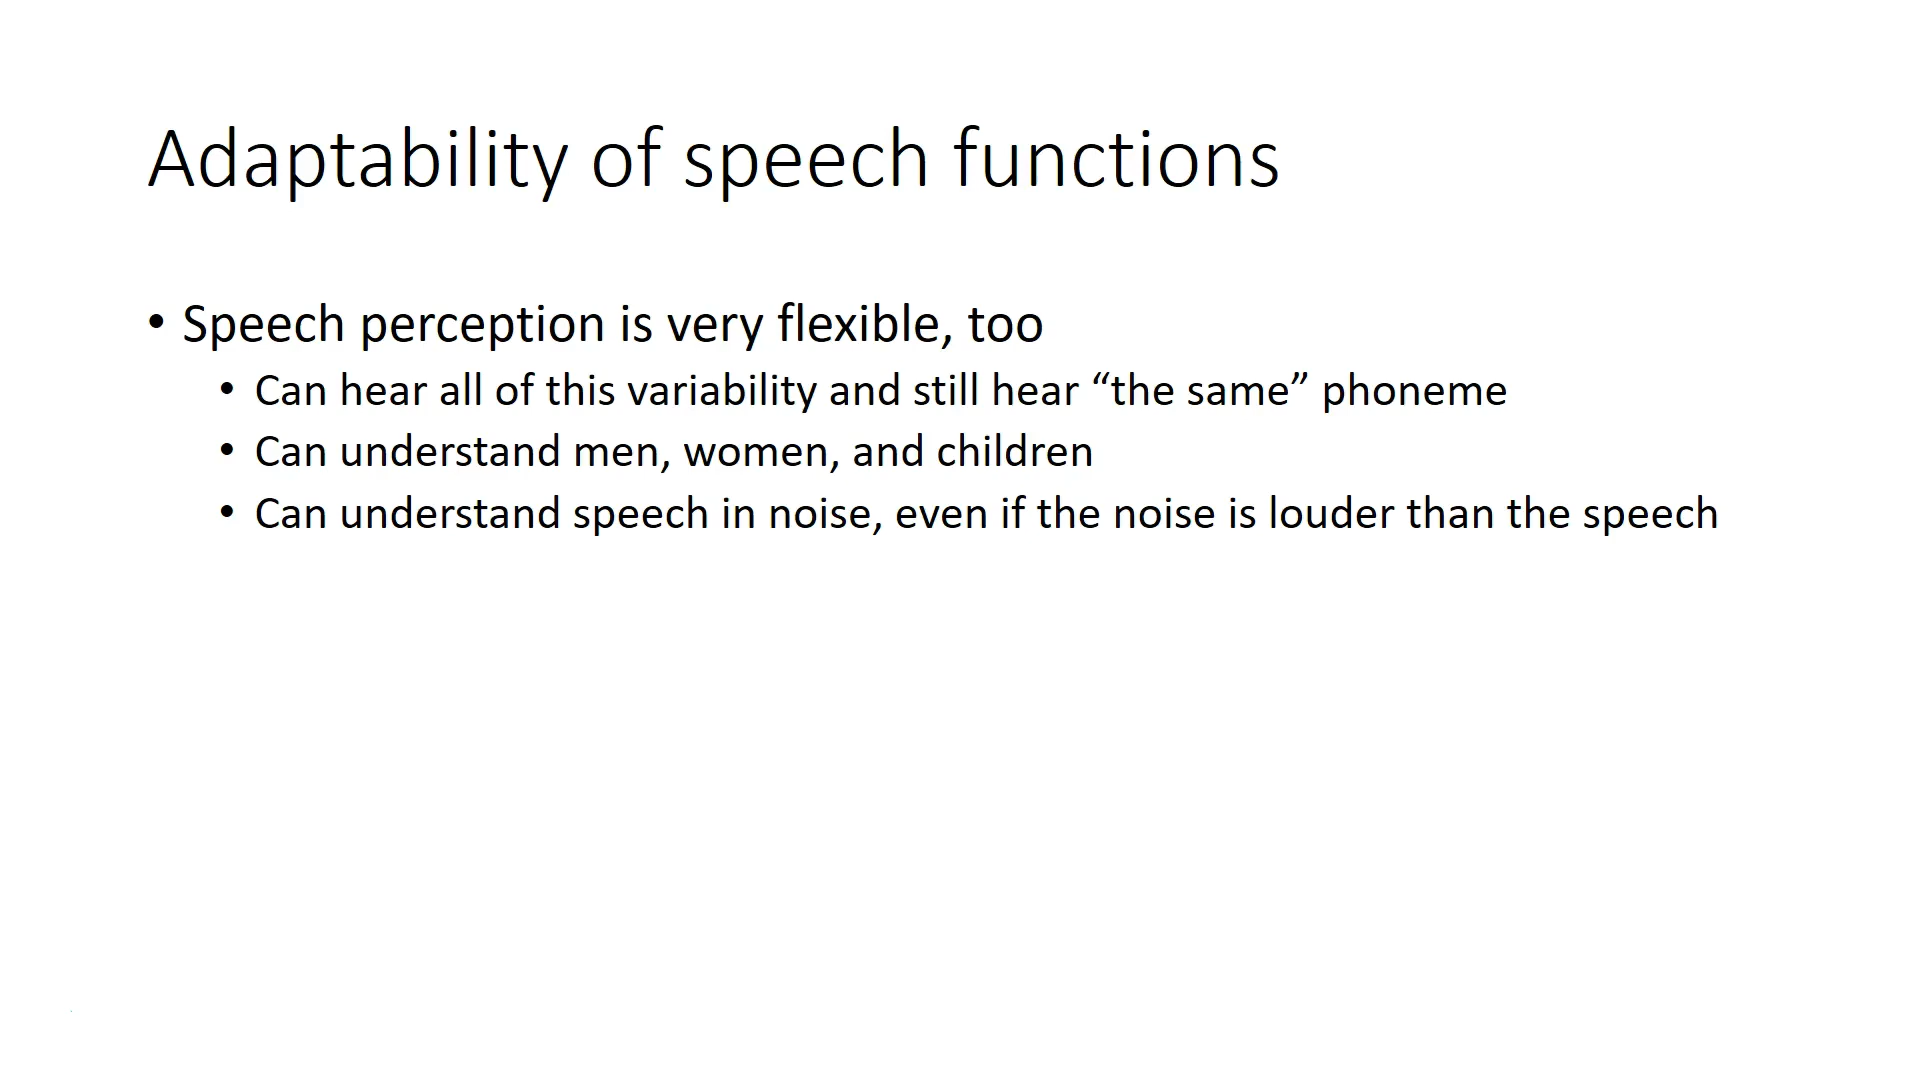 Adaptability of speech functions
• Speech perception is very flexible, too
• Can hear all of this variability and still hear “the same” phoneme
• Can understand men, women, and children
• Can understand speech in noise, even if the noise is louder than the speech